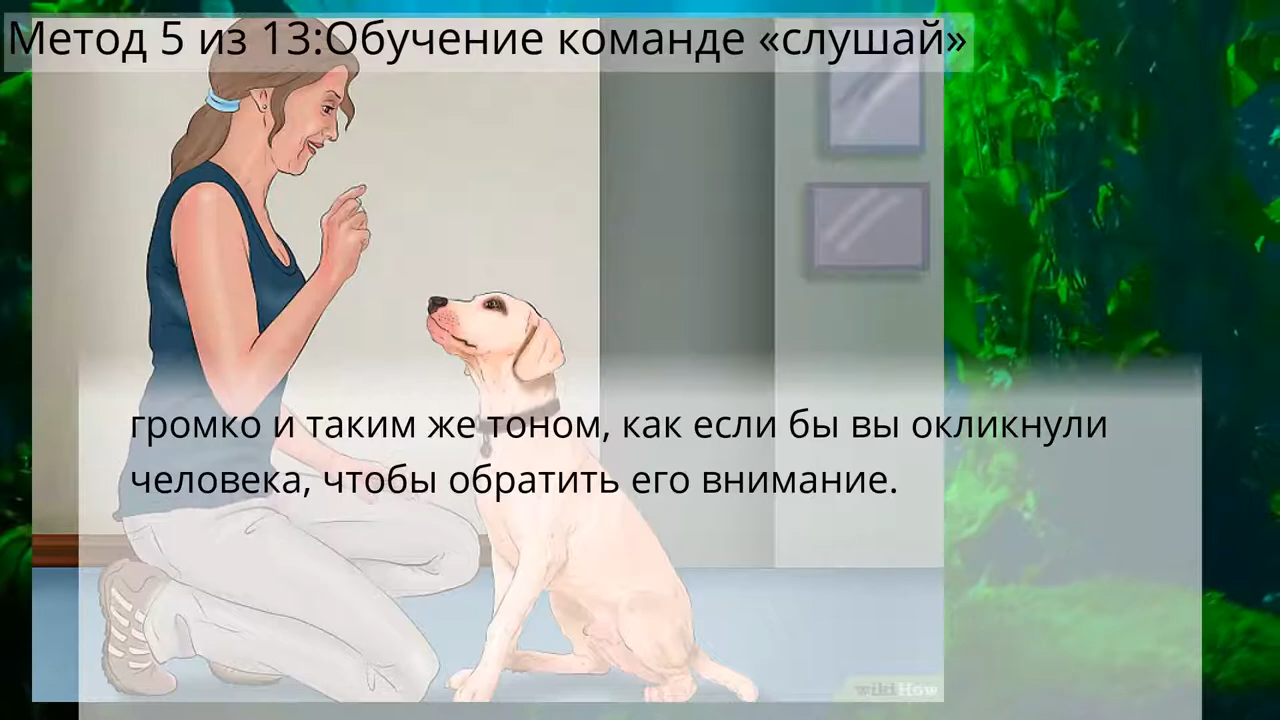 Метод 5 из 13:Обучение команде «слушай»
громко и таким же тоном, как если бы вы окликнули
человека, чтобы обратить его внимание.
wikiHow